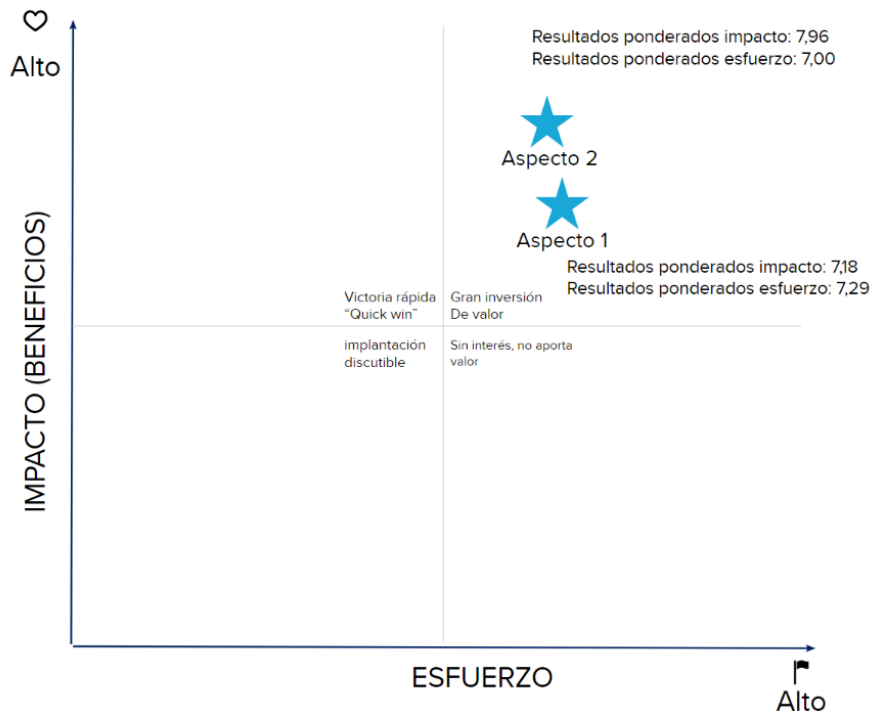 Alto
IMPACTO (BENEFICIOS)
Resultados ponderados impacto: 7,96
Resultados ponderados esfuerzo: 7,00
Aspecto 2
Aspecto 1
Resultados ponderados impacto: 7,18
Resultados ponderados esfuerzo: 7,29
Victoria rápida
“Quick win”
Gran inversión
De valor
implantación
discutible
Sin interés, no aporta
valor
ESFUERZO
Alto